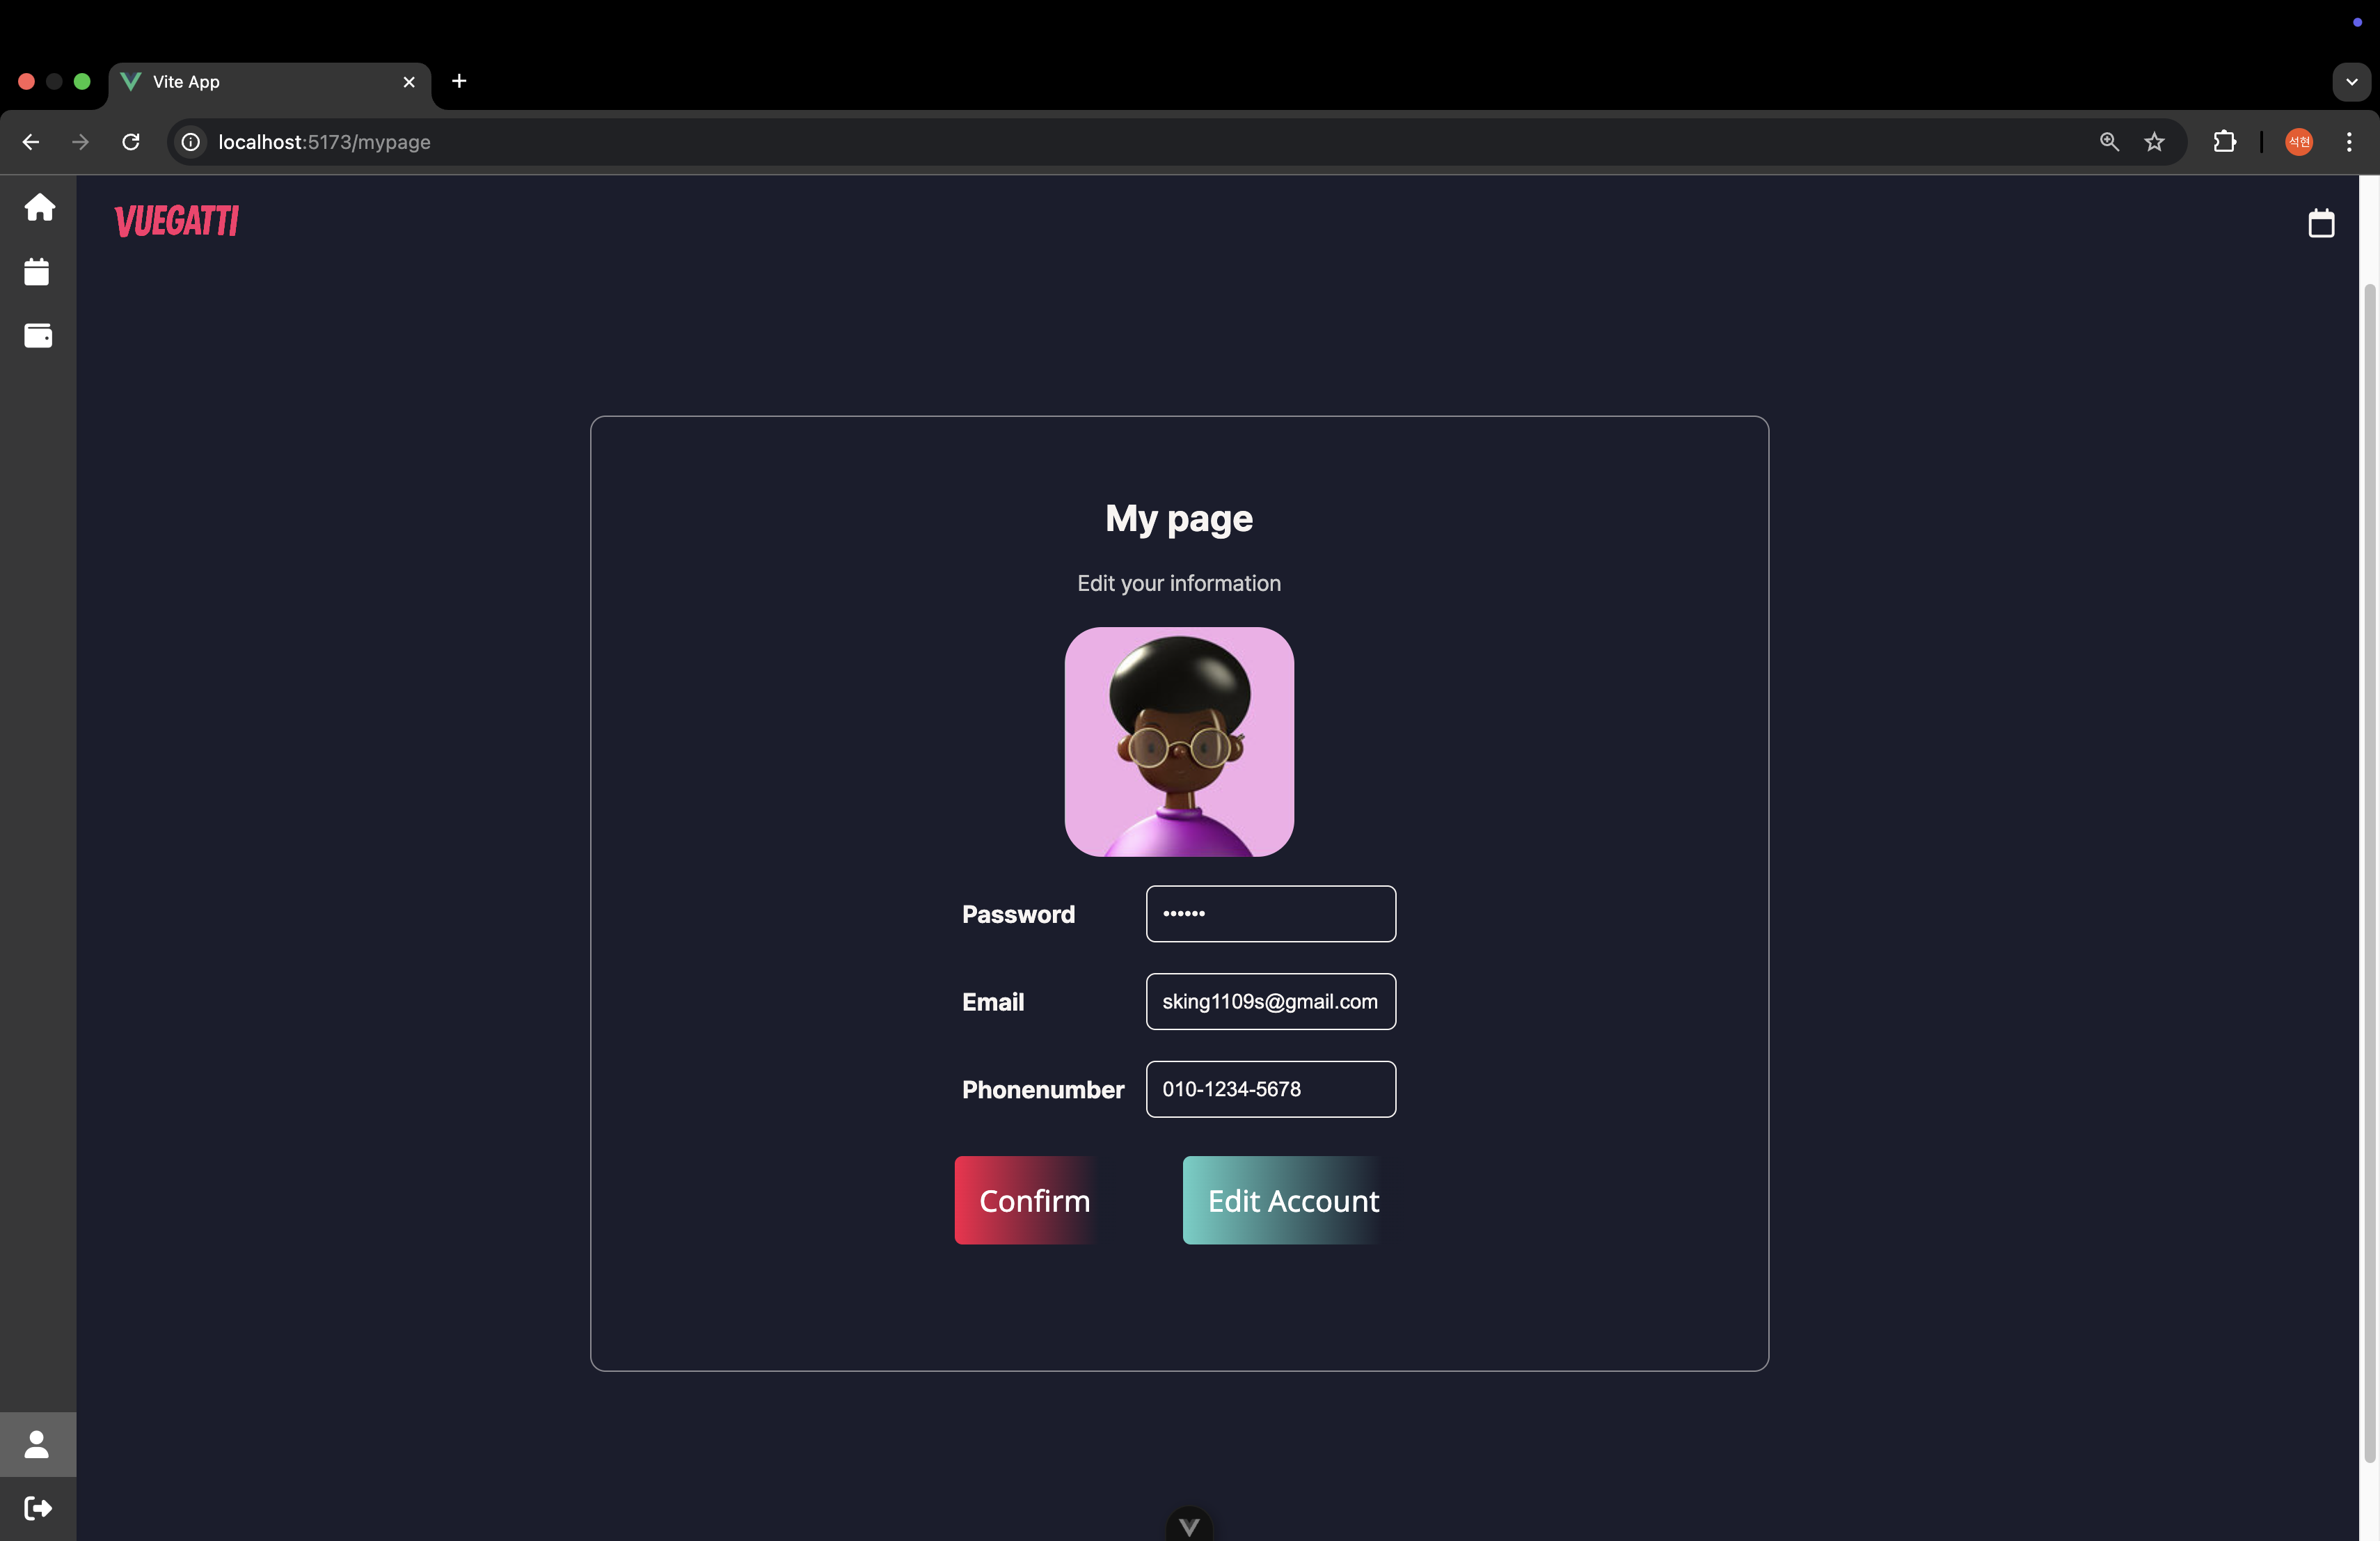 Vite App
localhost:5173/mypage
석현
VUEGATTI
My page
Edit your information
Password
••••••
Email
sking1109s@gmail.com
Phonenumber
010-1234-5678
Confirm
Edit Account